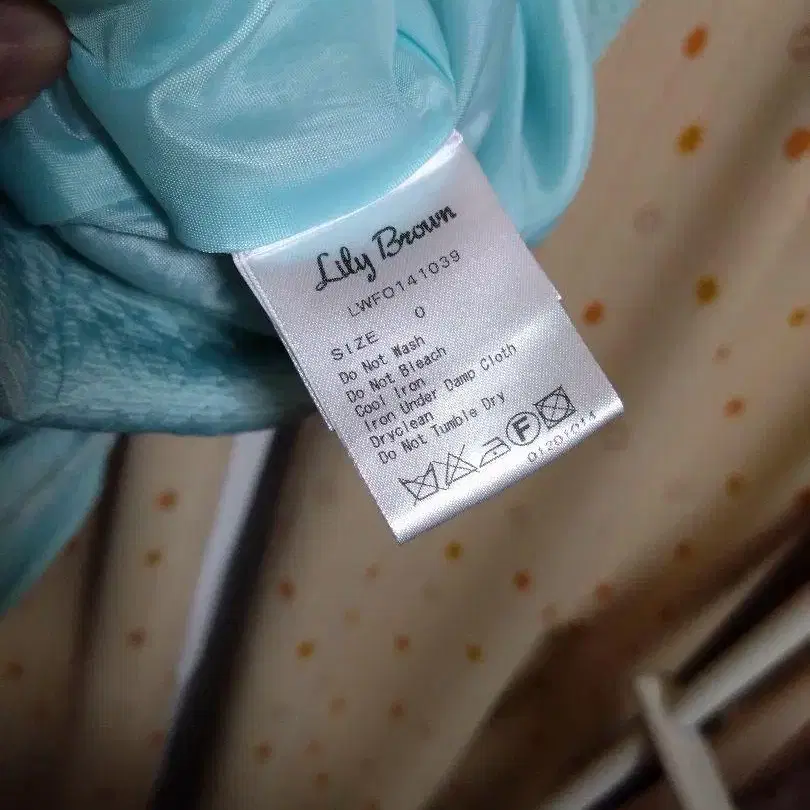 Lily Brown
LWFO141039
SIZE 0
Do Not Wash
Do Not Bleach
Cool Iron
Iron Under Damp Cloth
Dryclean
Do Not Tumble Dry
F
01201014